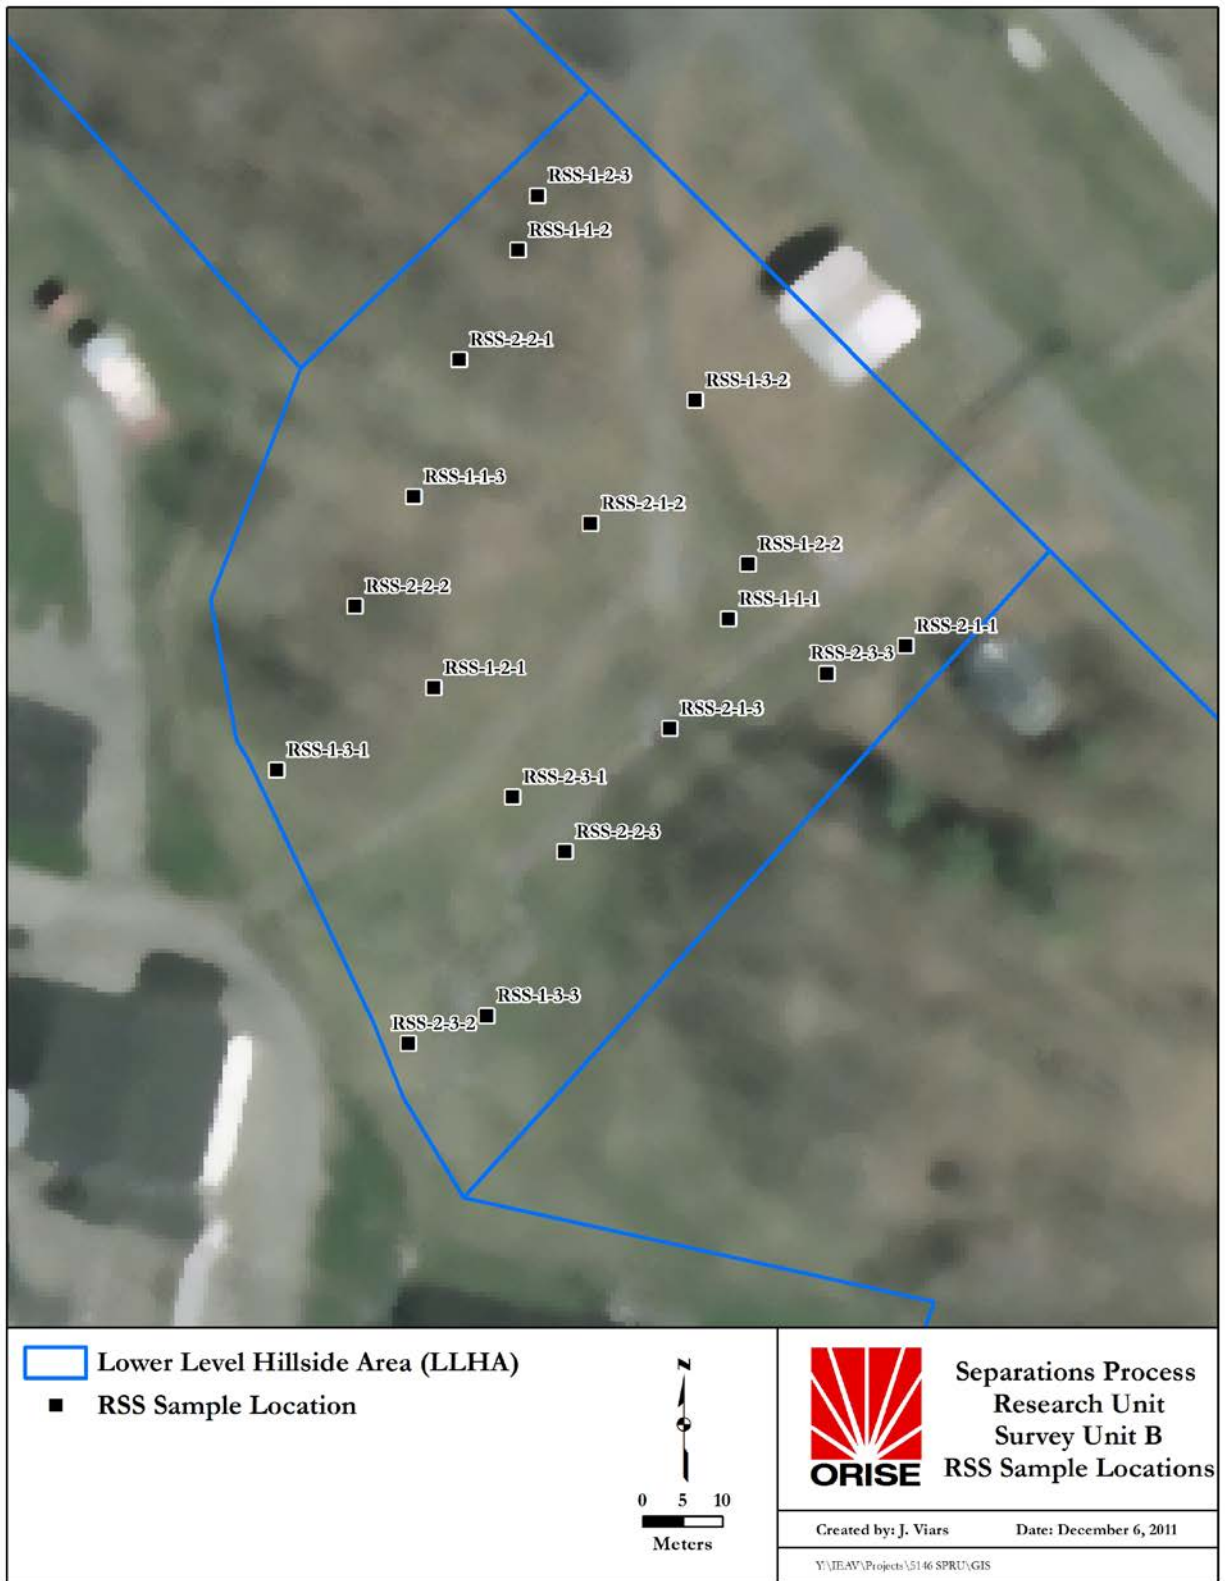 RSS-1-2-3
RSS-1-1-2
RSS-2-2-1
RSS-1-3-2
RSS-1-1-3
RSS-2-1-2
RSS-1-2-2
RSS-2-2-2
RSS-1-1-1
RSS-2-1-1
RSS-2-3-3
RSS-1-2-1
RSS-2-1-3
RSS-1-3-1
RSS-2-3-1
RSS-2-2-3
RSS-1-3-3
RSS-2-3-2
Lower Level Hillside Area (LLHA)
RSS Sample Location
N
0 5 10
Meters
ORISE
Separations Process
Research Unit
Survey Unit B
RSS Sample Locations
Created by: J. Viars Date: December 6, 2011
Y:\IEAV\Projects\5146 SPRU\GIS